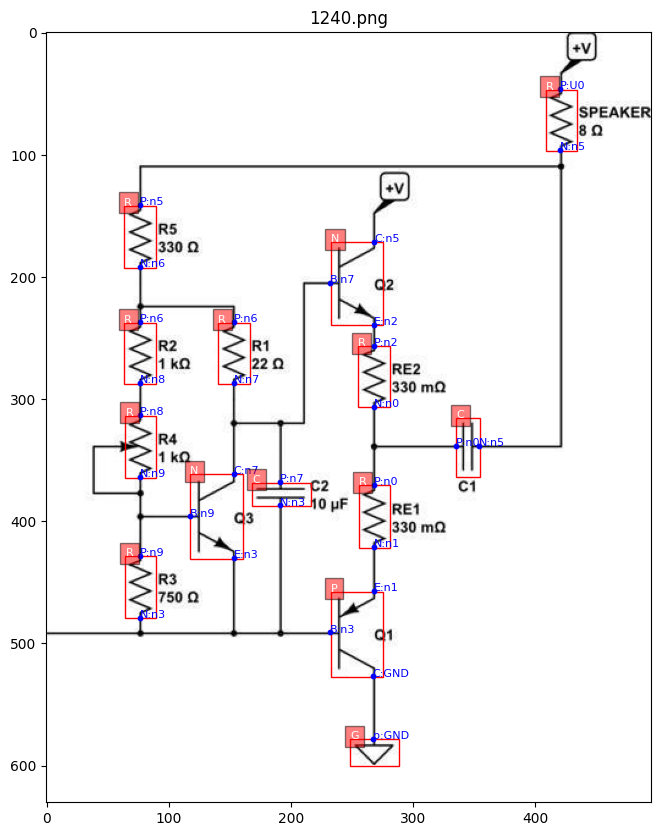 1240.png
0
+V
R P:U0
SPEAKER
8 Ω
N:n5
100
+V
R P:n5
R5
330 Ω
N C:n5
N:n6
200
B:n7
Q2
R P:n6
R P:n6
E:n2
R P:n2
R2
1 kΩ
R1
22 Ω
RE2
330 mΩ
N:n8
N:n7
300
N:n0
R P:n8
C
R4
1 kΩ
P:n0 N:n5
N C:n7
C P:n7
N:n9
R P:n0
C2
10 µF
C1
400
N:n3
B:n9
Q3
RE1
330 mΩ
R P:n9
E:n3
N:n1
R3
750 Ω
P E:n1
N:n3
500
B:n3
Q1
C:GND
G p:GND
600
0 100 200 300 400